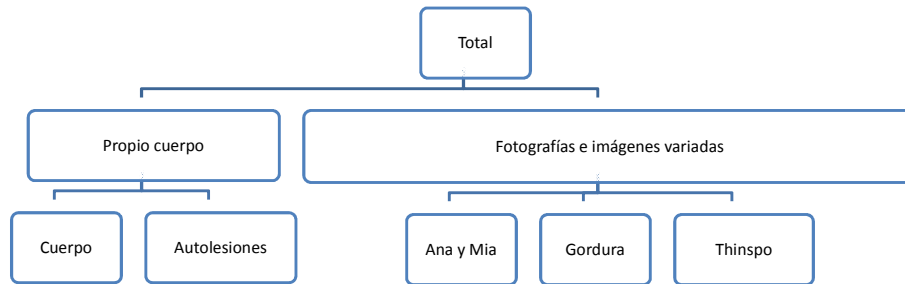 Total
Propio cuerpo
Fotografías e imágenes variadas
Cuerpo
Autolesiones
Ana y Mia
Gordura
Thinspo